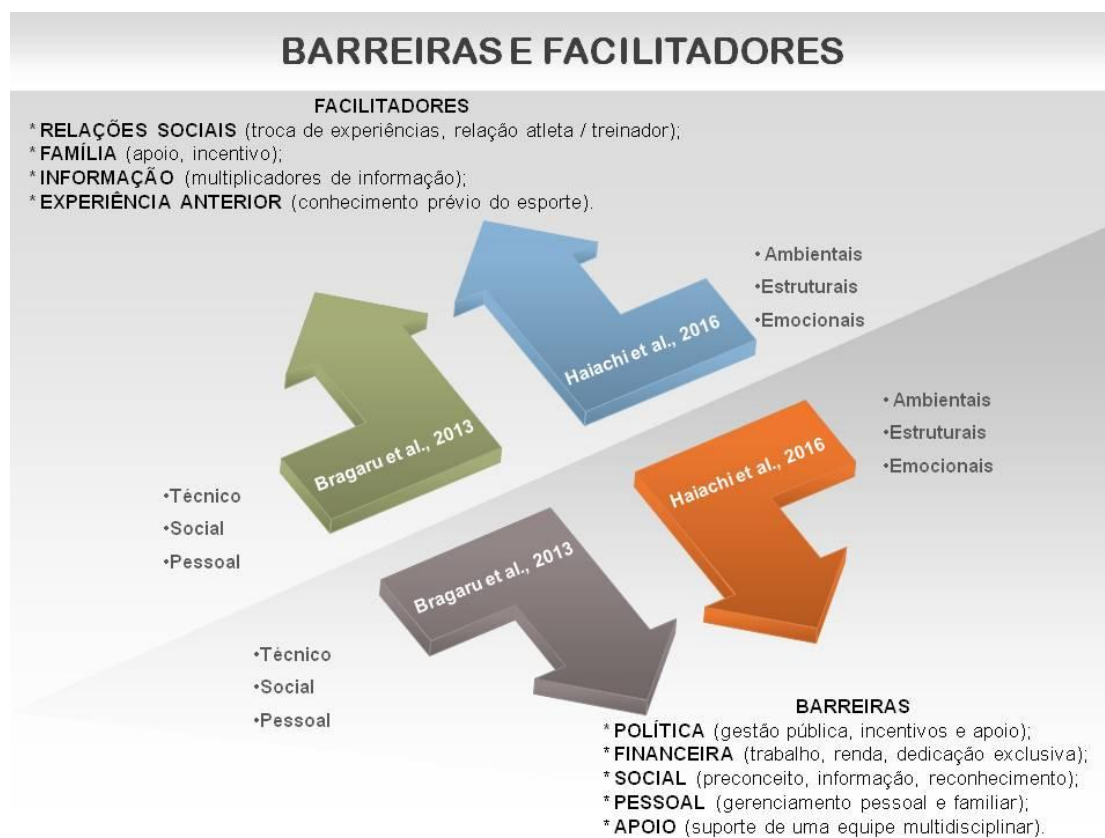 BARREIRAS E FACILITADORES
FACILITADORES
* RELAÇÕES SOCIAIS (troca de experiências, relação atleta / treinador);
* FAMÍLIA (apoio, incentivo);
* INFORMAÇÃO (multiplicadores de informação);
* EXPERIÊNCIA ANTERIOR (conhecimento prévio do esporte).
• Ambientais
•Estruturais
•Emocionais
Haiachi et al., 2016
Bragaru et al., 2013
•Técnico
•Social
•Pessoal
• Ambientais
•Estruturais
•Emocionais
Haiachi et al., 2016
Bragaru et al., 2013
•Técnico
•Social
•Pessoal
BARREIRAS
* POLÍTICA (gestão pública, incentivos e apoio);
* FINANCEIRA (trabalho, renda, dedicação exclusiva);
* SOCIAL (preconceito, informação, reconhecimento);
* PESSOAL (gerenciamento pessoal e familiar);
* APOIO (suporte de uma equipe multidisciplinar).